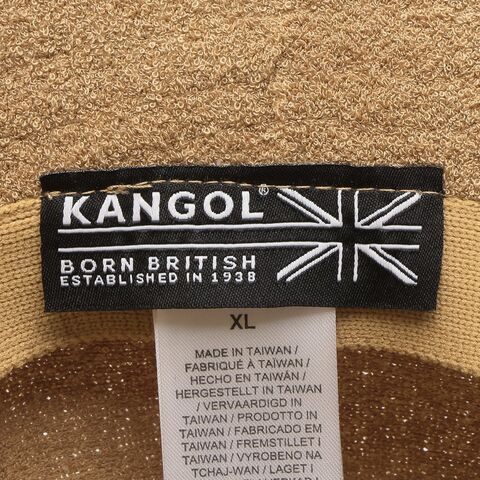 KANGOL®
BORN BRITISH
ESTABLISHED IN 1938
XL
MADE IN TAIWAN/
FABRIQUÉ À TAÏWAN/
HECHO EN TAIWÁN/
HERGESTELLT IN TAIWAN
/ VERVAARDIGD IN
TAIWAN / PRODOTTO IN
TAIWAN / FABRICADO EM
TAIWAN / FREMSTILLET I
TAIWAN / VYROBENO NA
TCHAJ-WAN / LAGET I